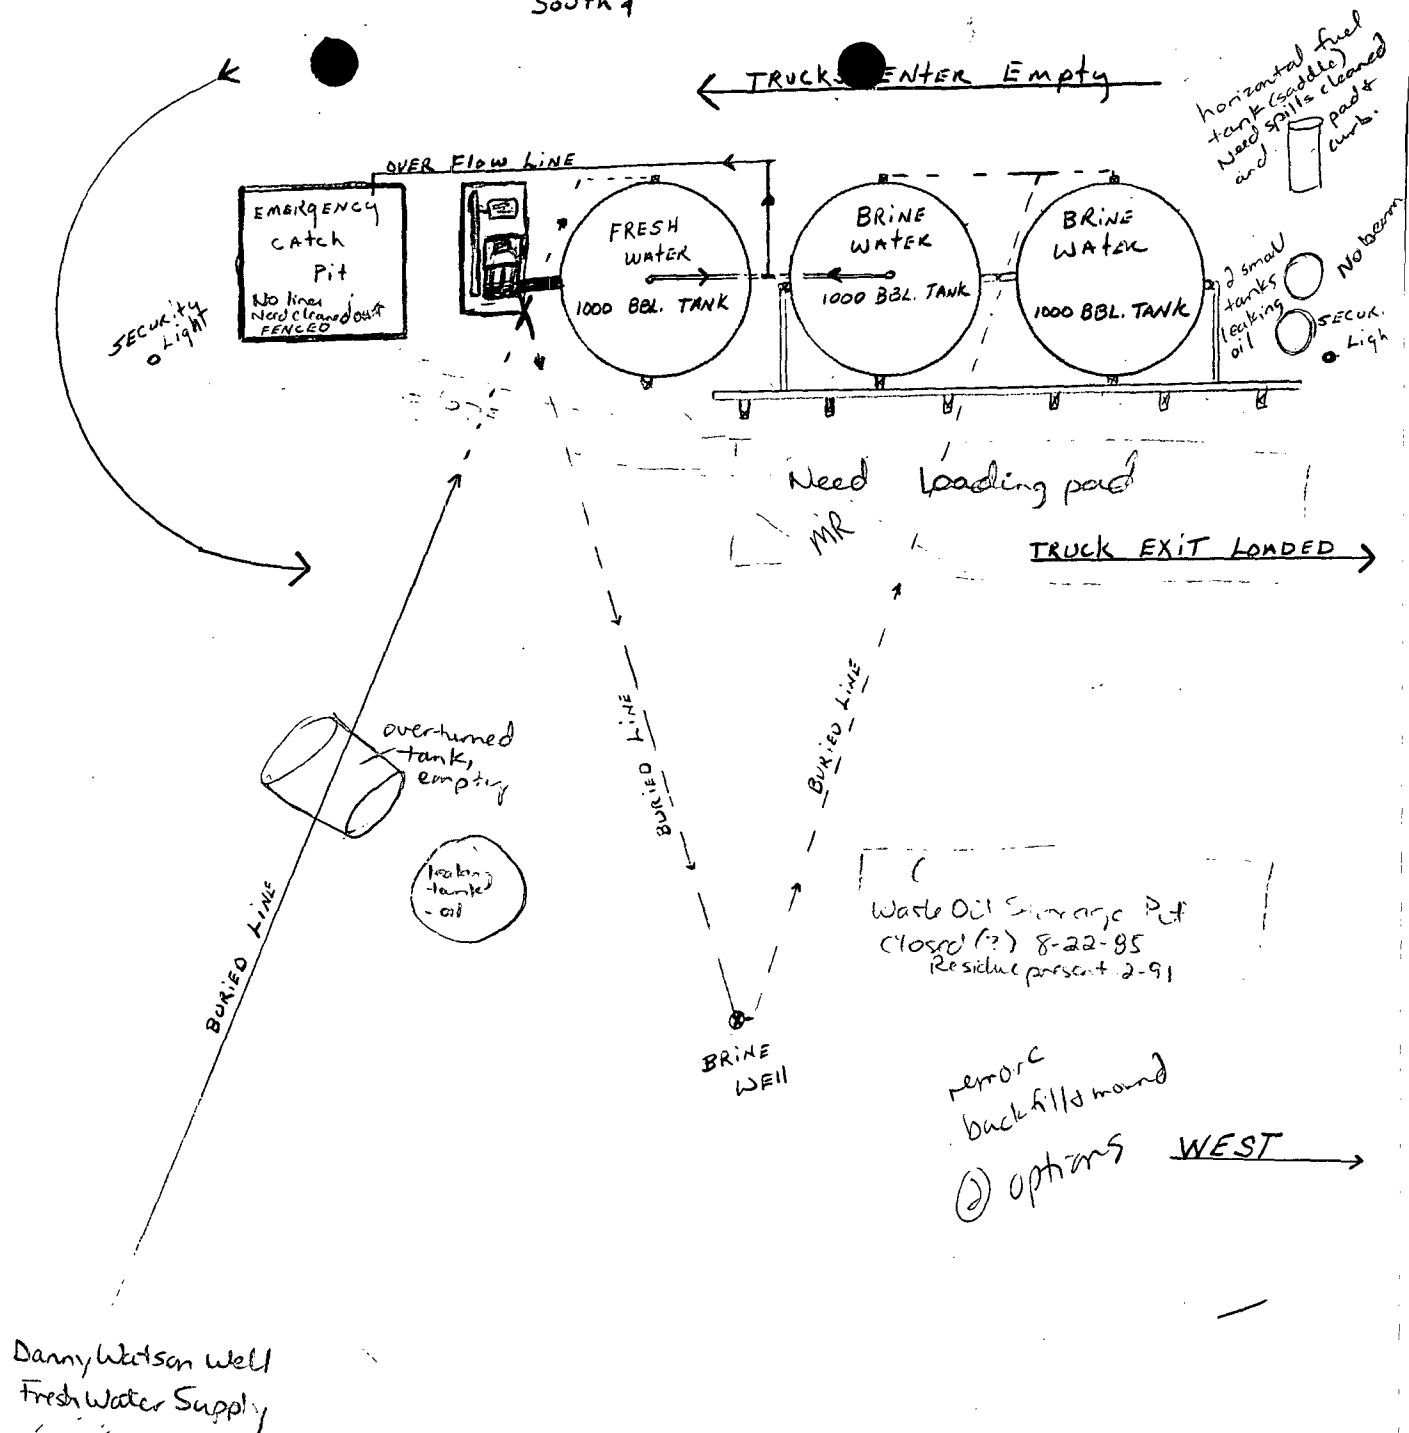 South
TRUCKS ENTER Empty
horizontal fuel
tank (saddle)
Need spills cleaned
and pad &
curb.
OVER Flow LINE
EMERGENCY
CAtch
Pit
No liner
Need cleaned out
FENCED
FRESH
WATER
1000 BBL. TANK
BRINE
WATER
1000 BBL. TANK
BRINE
WAtER
1000 BBL. TANK
2 small
tanks
leaking
oil
No berm
SECUR.
Ligh
SECURITY
Light
Need Loading pad
MR
TRUCK EXIT LOADED
overturned
tank,
empty
leaking
tank
- oil
BURIED LINE
BURIED LINE
BURIED LINE
Waste Oil Pit
Closed (?) 8-22-85
Residue present 2-91
BRINE
WEll
backfill & mound
② options
WEST
Danny Watson Well
Fresh Water Supply